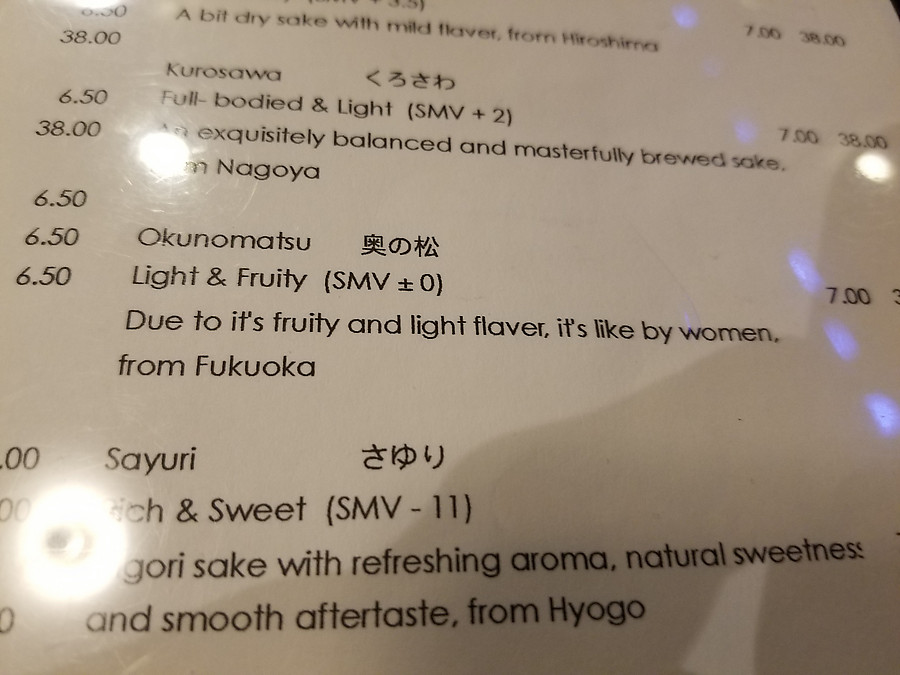 A bit dry sake with mild flaver, from Hiroshima 7.00 38.00
38.00
Kurosawa くろさわ
6.50 Full- bodied & Light (SMV + 2) 7.00 38.00
38.00 An exquisitely balanced and masterfully brewed sake.
Nagoya
6.50
6.50 Okunomatsu 奥の松
6.50 Light & Fruity (SMV ± 0) 7.00
Due to it's fruity and light flaver, it's like by women,
from Fukuoka
.00 Sayuri さゆり
& Sweet (SMV - 11)
gori sake with refreshing aroma, natural sweetness
and smooth aftertaste, from Hyogo